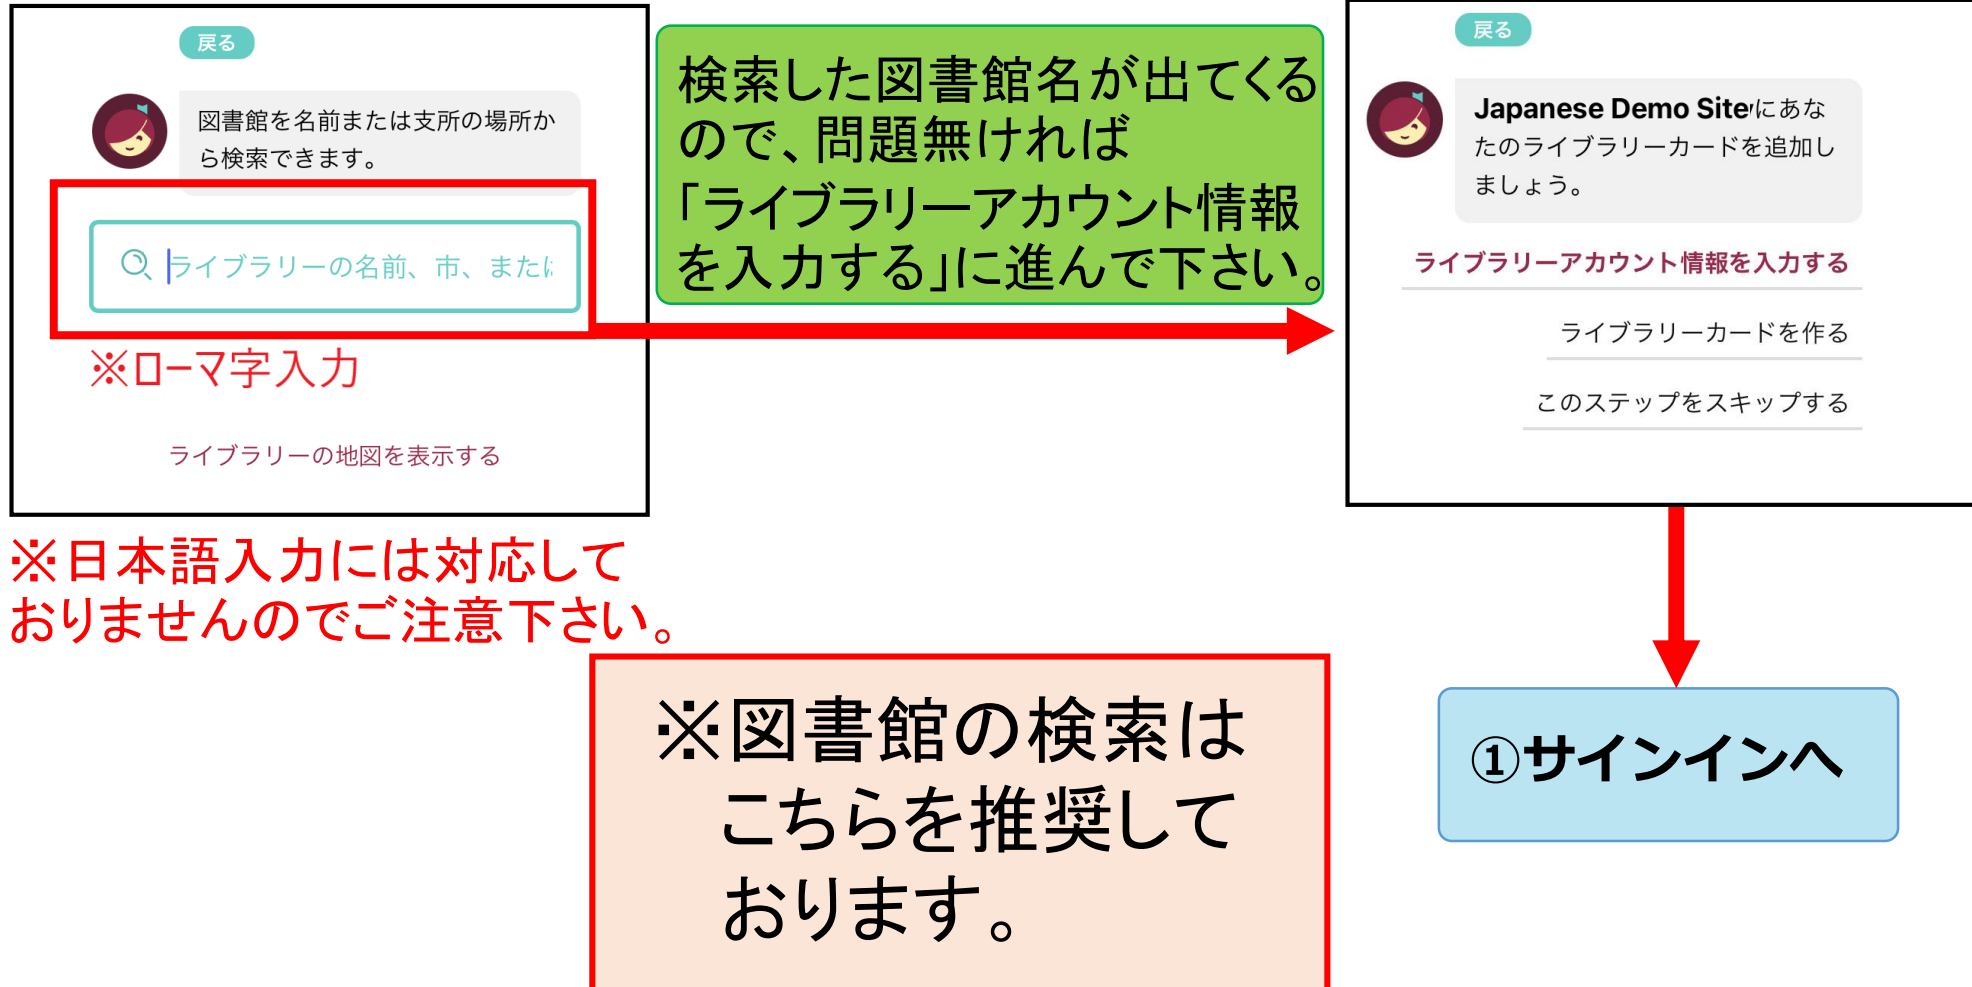 戻る
図書館を名前または支所の場所か
ら検索できます。
ライブラリーの名前、市、または
※ローマ字入力
ライブラリーの地図を表示する
※日本語入力には対応して
おりませんのでご注意下さい。
検索した図書館名が出てくる
ので、問題無ければ
「ライブラリーアカウント情報
を入力する」に進んで下さい。
戻る
Japanese Demo Siteにあな
たのライブラリーカードを追加し
ましょう。
ライブラリーアカウント情報を入力する
ライブラリーカードを作る
このステップをスキップする
①サインインへ
※図書館の検索は
こちらを推奨して
おります。